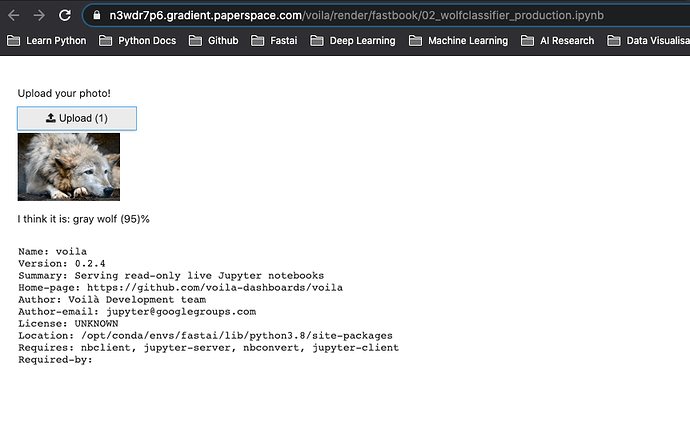 n3wdr7p6.gradient.paperspace.com/voila/render/fastbook/02_wolfclassifier_production.ipynb
Learn Python Python Docs Github Fastai Deep Learning Machine Learning AI Research Data Visualisa
Upload your photo!
Upload (1)
I think it is: gray wolf (95)%
Name: voila
Version: 0.2.4
Summary: Serving read-only live Jupyter notebooks
Home-page: https://github.com/voila-dashboards/voila
Author: Voilà Development team
Author-email: jupyter@googlegroups.com
License: UNKNOWN
Location: /opt/conda/envs/fastai/lib/python3.8/site-packages
Requires: nbclient, jupyter-server, nbconvert, jupyter-client
Required-by: